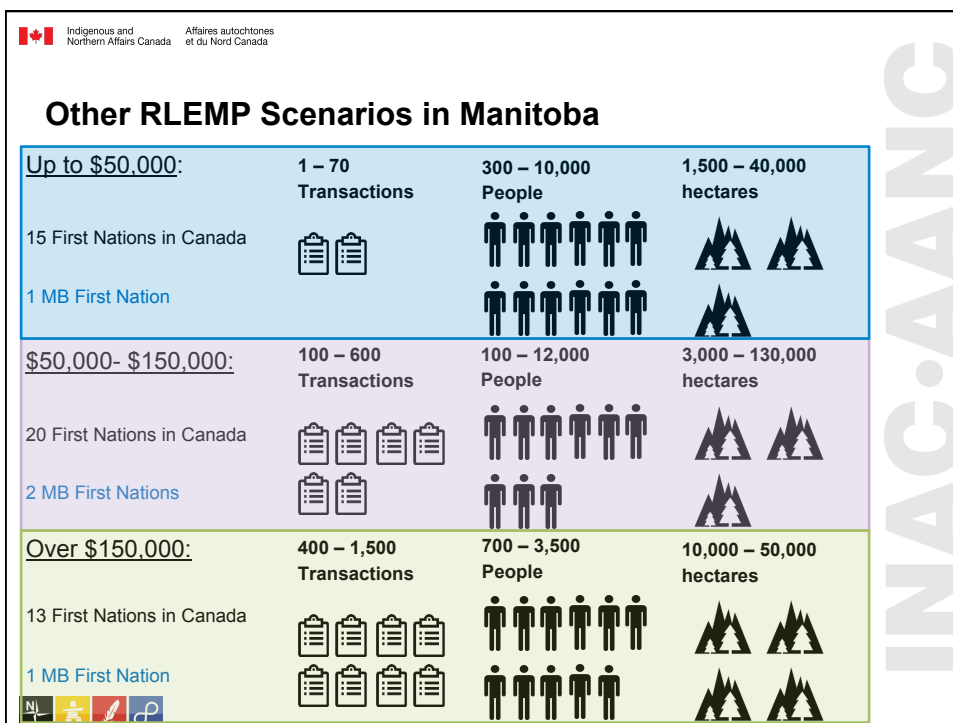 Indigenous and Northern Affairs Canada
Affaires autochtones et du Nord Canada
Other RLEMP Scenarios in Manitoba
Up to $50,000:
1 – 70
Transactions
300 – 10,000
People
1,500 – 40,000
hectares
15 First Nations in Canada
1 MB First Nation
$50,000- $150,000:
100 – 600
Transactions
100 – 12,000
People
3,000 – 130,000
hectares
20 First Nations in Canada
2 MB First Nations
Over $150,000:
400 – 1,500
Transactions
700 – 3,500
People
10,000 – 50,000
hectares
13 First Nations in Canada
1 MB First Nation
N
INAC•AANC